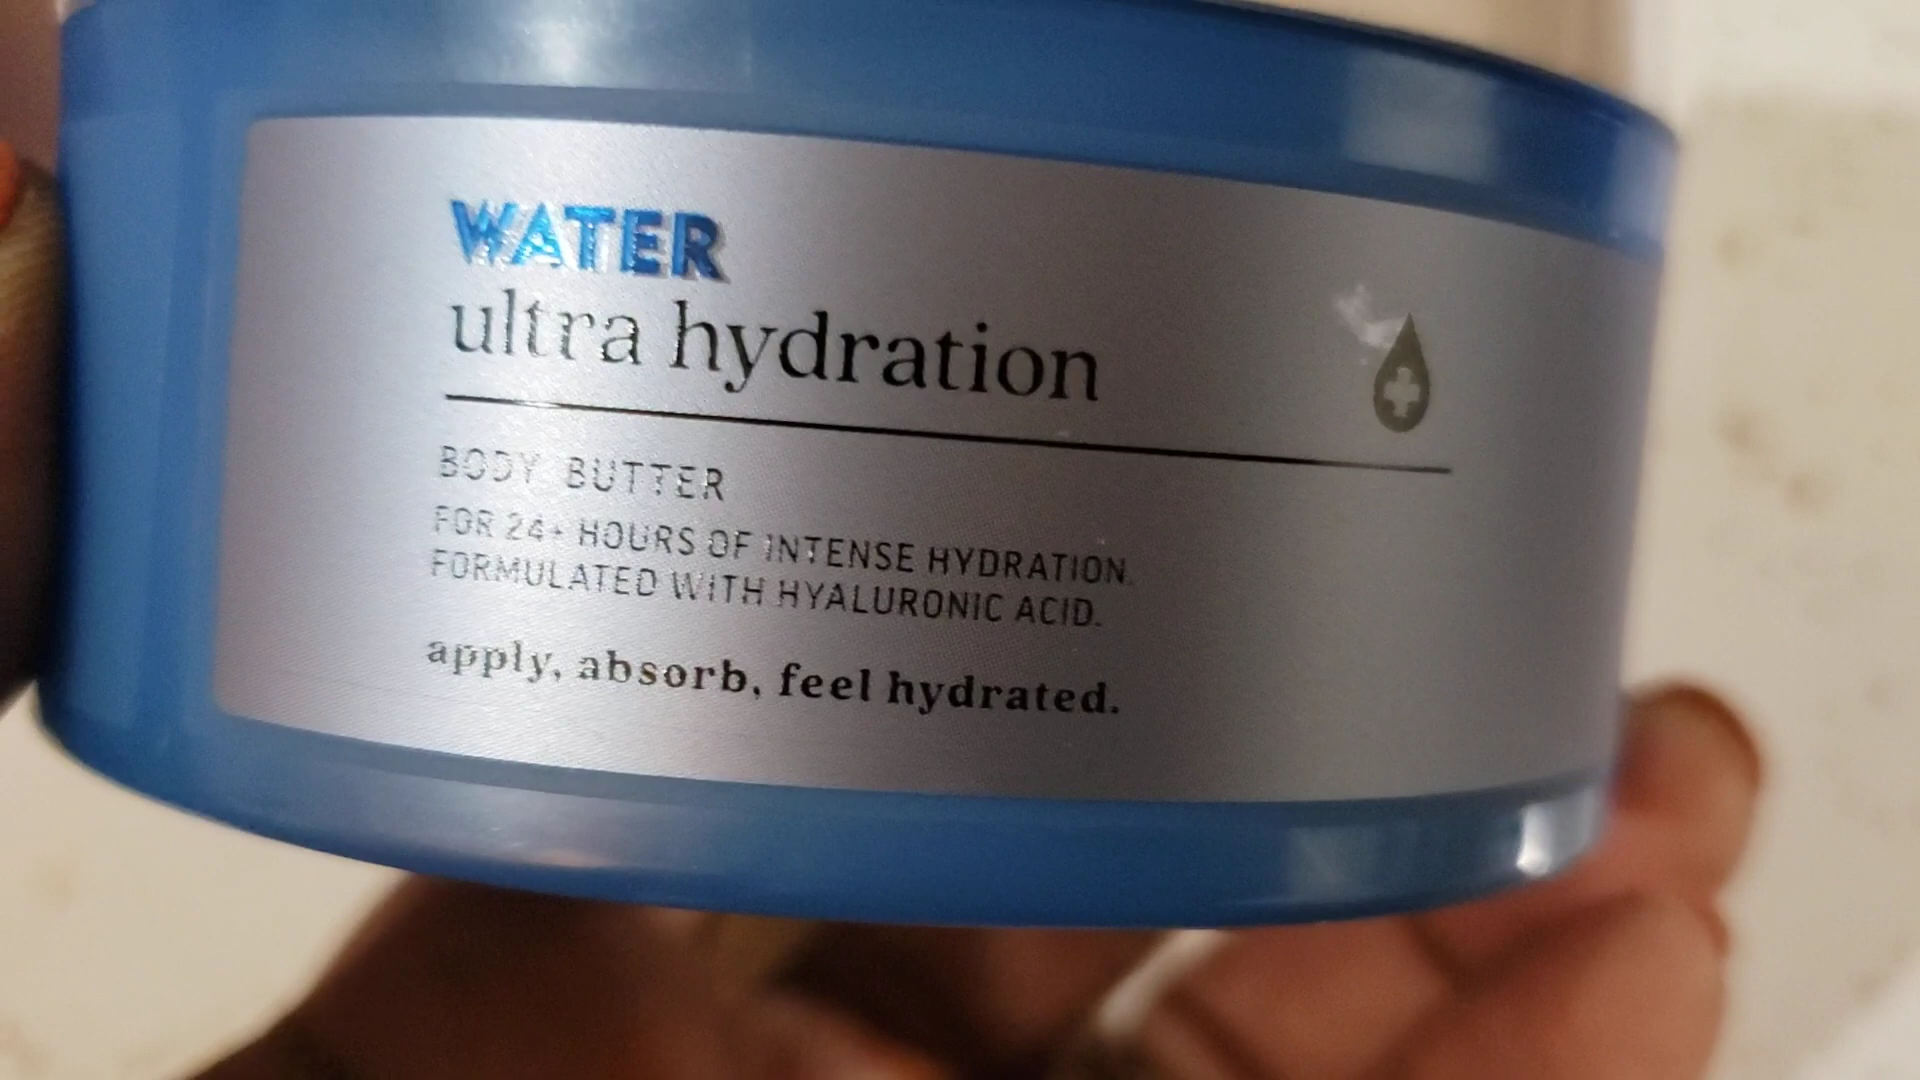 WATER
ultra hydration
BODY BUTTER
FOR 24+ HOURS OF INTENSE HYDRATION.
FORMULATED WITH HYALURONIC ACID.
apply, absorb, feel hydrated.